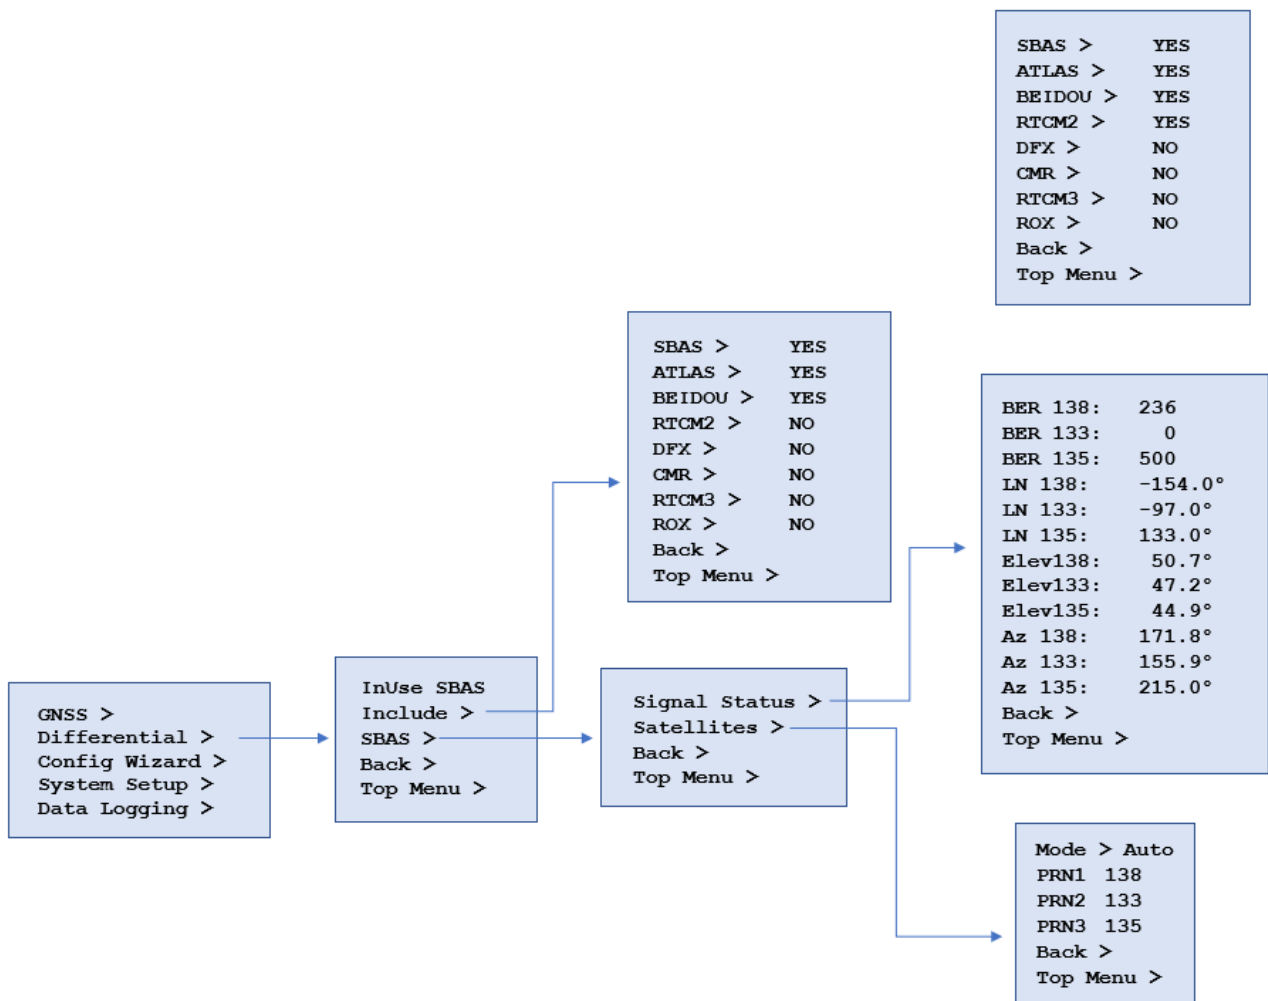 SBAS > YES
ATLAS > YES
BEIDOU > YES
RTCM2 > YES
DFX > NO
CMR > NO
RTCM3 > NO
ROX > NO
Back >
Top Menu >
SBAS > YES
ATLAS > YES
BEIDOU > YES
RTCM2 > NO
DFX > NO
CMR > NO
RTCM3 > NO
ROX > NO
Back >
Top Menu >
BER 138: 236
BER 133: 0
BER 135: 500
LN 138: -154.0°
LN 133: -97.0°
LN 135: 133.0°
Elev138: 50.7°
Elev133: 47.2°
Elev135: 44.9°
Az 138: 171.8°
Az 133: 155.9°
Az 135: 215.0°
Back >
Top Menu >
GNSS >
Differential >
Config Wizard >
System Setup >
Data Logging >
InUse SBAS
Include >
SBAS >
Back >
Top Menu >
Signal Status >
Satellites >
Back >
Top Menu >
Mode > Auto
PRN1 138
PRN2 133
PRN3 135
Back >
Top Menu >